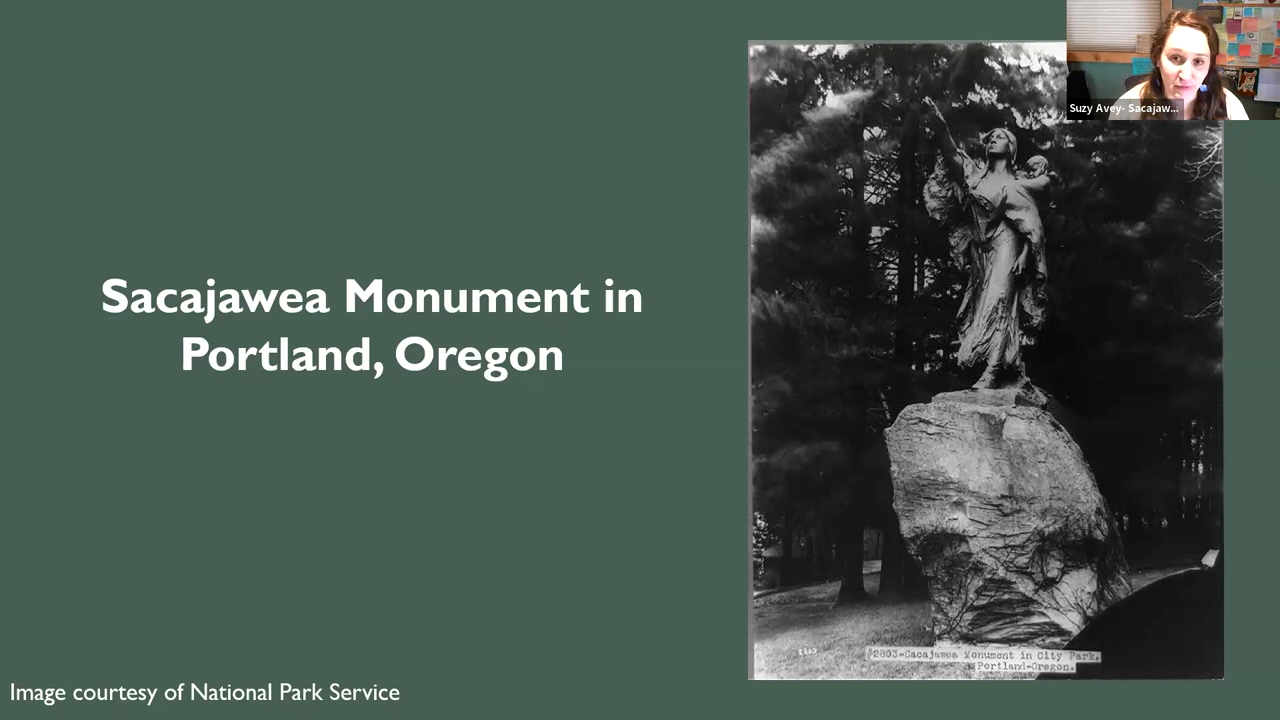 Suzy Avey- Sacajaw...
Sacajawea Monument in
Portland, Oregon
#2803-Sacajawea Monument in City Park,
Portland-Oregon.
Image courtesy of National Park Service